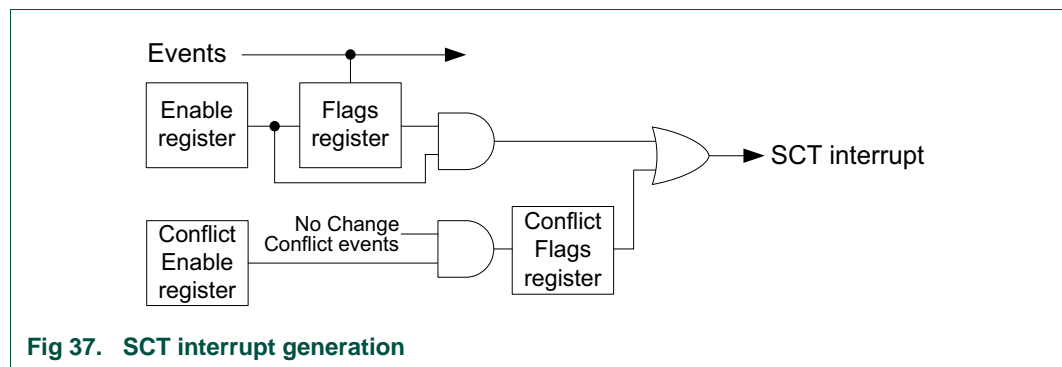 Events
Enable
register
Flags
register
SCT interrupt
No Change
Conflict events
Conflict
Enable
register
Conflict
Flags
register
Fig 37. SCT interrupt generation